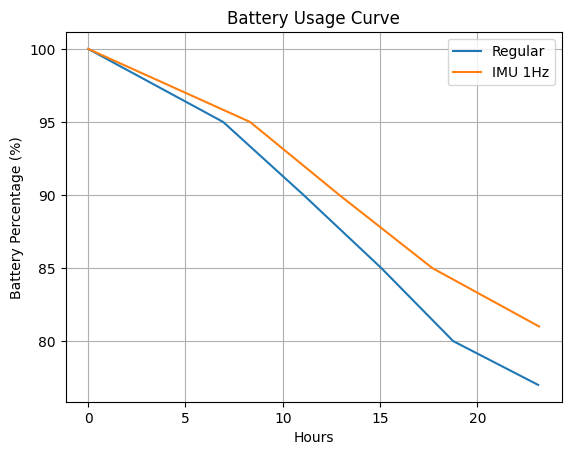 Battery Usage Curve
Regular
IMU 1Hz
Battery Percentage (%)
100
95
90
85
80
0 5 10 15 20
Hours